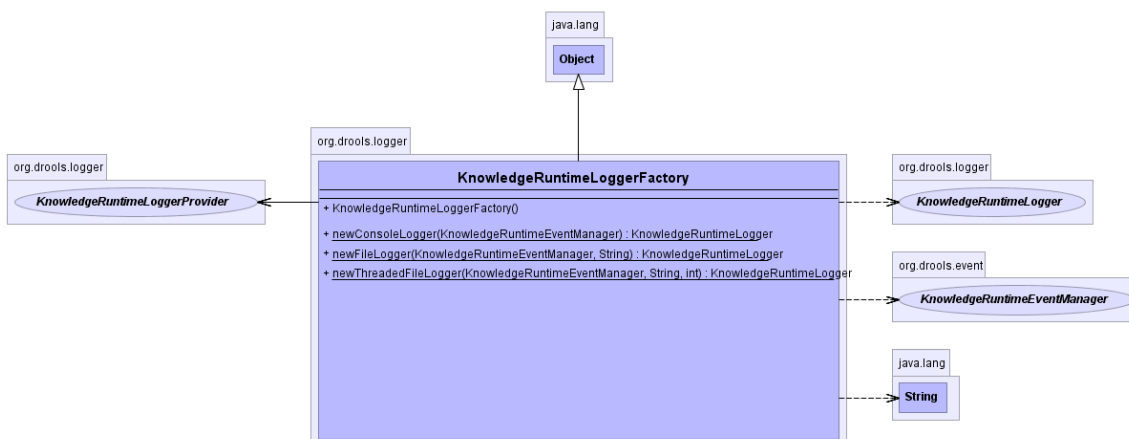 java.lang
Object
org.drools.logger
KnowledgeRuntimeLoggerProvider
org.drools.logger
KnowledgeRuntimeLoggerFactory
+ KnowledgeRuntimeLoggerFactory()
+ newConsoleLogger(KnowledgeRuntimeEventManager) : KnowledgeRuntimeLogger
+ newFileLogger(KnowledgeRuntimeEventManager, String) : KnowledgeRuntimeLogger
+ newThreadedFileLogger(KnowledgeRuntimeEventManager, String, int) : KnowledgeRuntimeLogger
org.drools.logger
KnowledgeRuntimeLogger
org.drools.event
KnowledgeRuntimeEventManager
java.lang
String